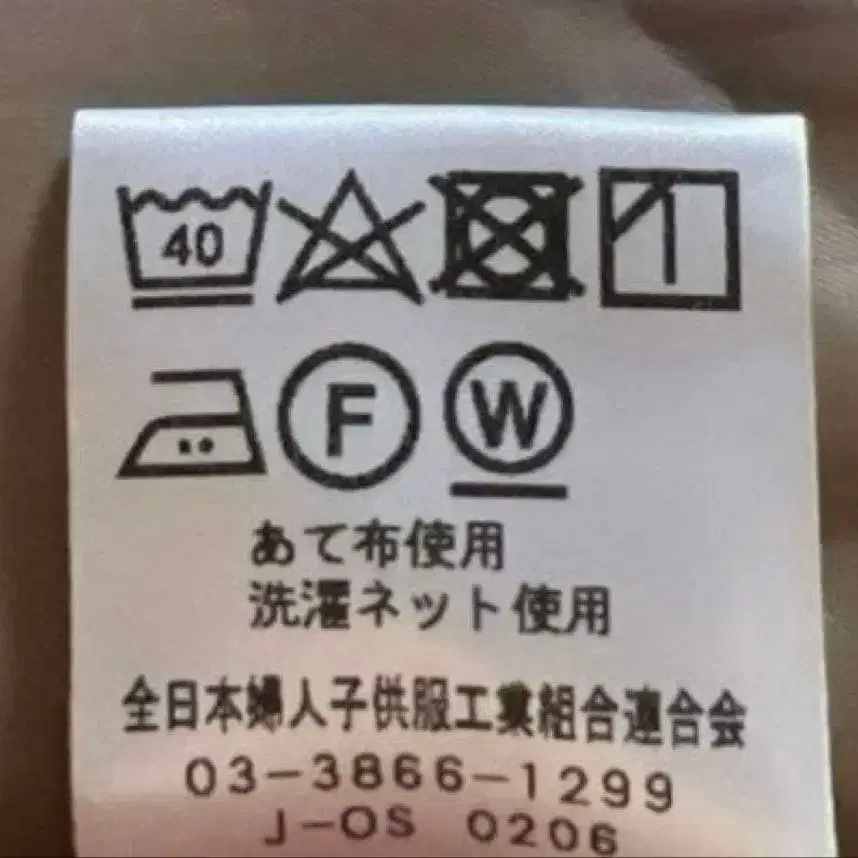 40
F W
あて布使用
洗濯ネット使用
全日本婦人子供服工業組合連合会
03-3866-1299
J-OS 0206